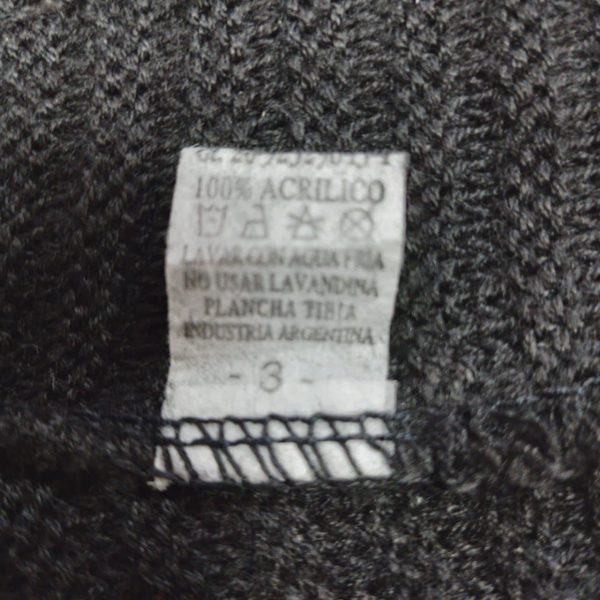 100% ACRILICO
LAVAR CON AGUA FRIA
NO USAR LAVANDINA
PLANCHA TIBIA
INDUSTRIA ARGENTINA
- 3 -